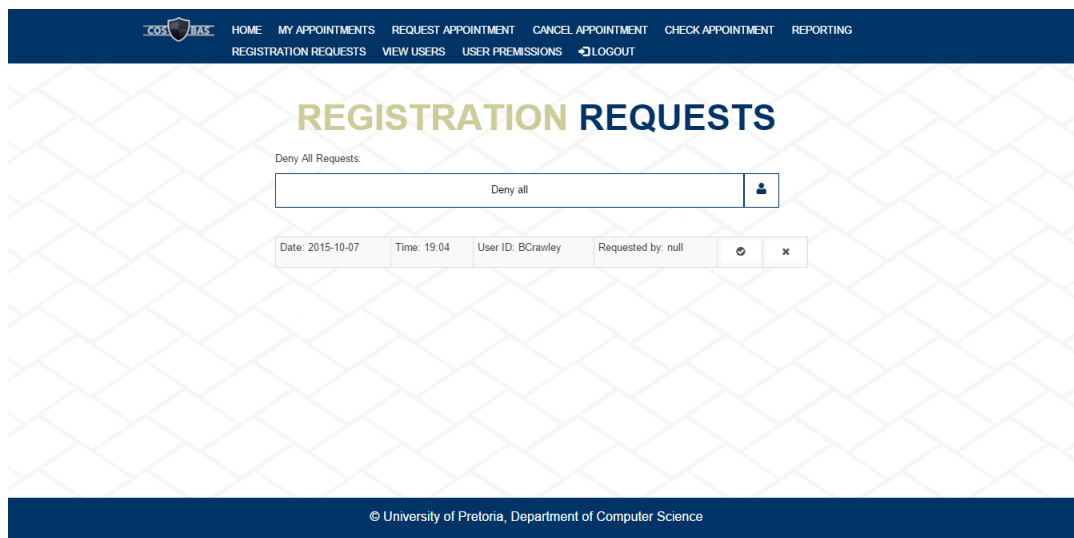 COS BAS HOME MY APPOINTMENTS REQUEST APPOINTMENT CANCEL APPOINTMENT CHECK APPOINTMENT REPORTING
REGISTRATION REQUESTS VIEW USERS USER PREMISSIONS LOGOUT
REGISTRATION REQUESTS
Deny All Requests:
Deny all
Date: 2015-10-07 Time: 19:04 User ID: BCrawley Requested by: null
© University of Pretoria, Department of Computer Science